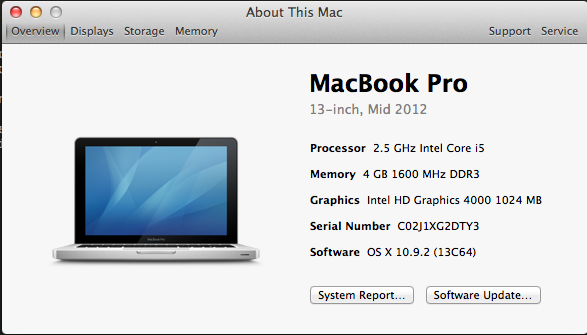 About This Mac
Overview Displays Storage Memory Support Service
MacBook Pro
13-inch, Mid 2012
Processor 2.5 GHz Intel Core i5
Memory 4 GB 1600 MHz DDR3
Graphics Intel HD Graphics 4000 1024 MB
Serial Number C02J1XG2DTY3
Software OS X 10.9.2 (13C64)
System Report... Software Update...